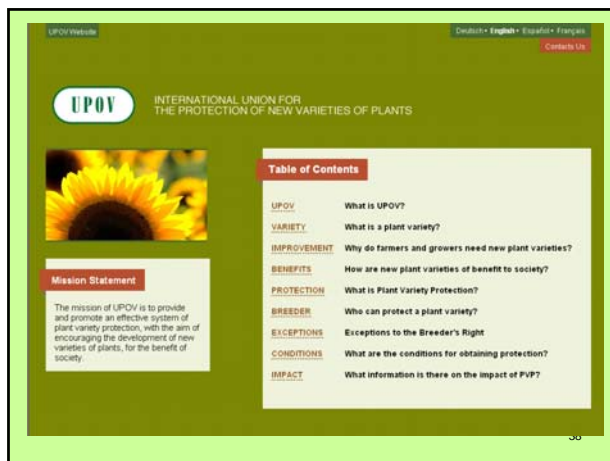 UPOV Website
Deutsch • English • Español • Français
Contacts Us
UPOV
INTERNATIONAL UNION FOR
THE PROTECTION OF NEW VARIETIES OF PLANTS
Table of Contents
UPOV What is UPOV?
VARIETY What is a plant variety?
IMPROVEMENT Why do farmers and growers need new plant varieties?
BENEFITS How are new plant varieties of benefit to society?
PROTECTION What is Plant Variety Protection?
BREEDER Who can protect a plant variety?
EXCEPTIONS Exceptions to the Breeder's Right
CONDITIONS What are the conditions for obtaining protection?
IMPACT What information is there on the impact of PVP?
Mission Statement
The mission of UPOV is to provide
and promote an effective system of
plant variety protection, with the aim of
encouraging the development of new
varieties of plants, for the benefit of
society.